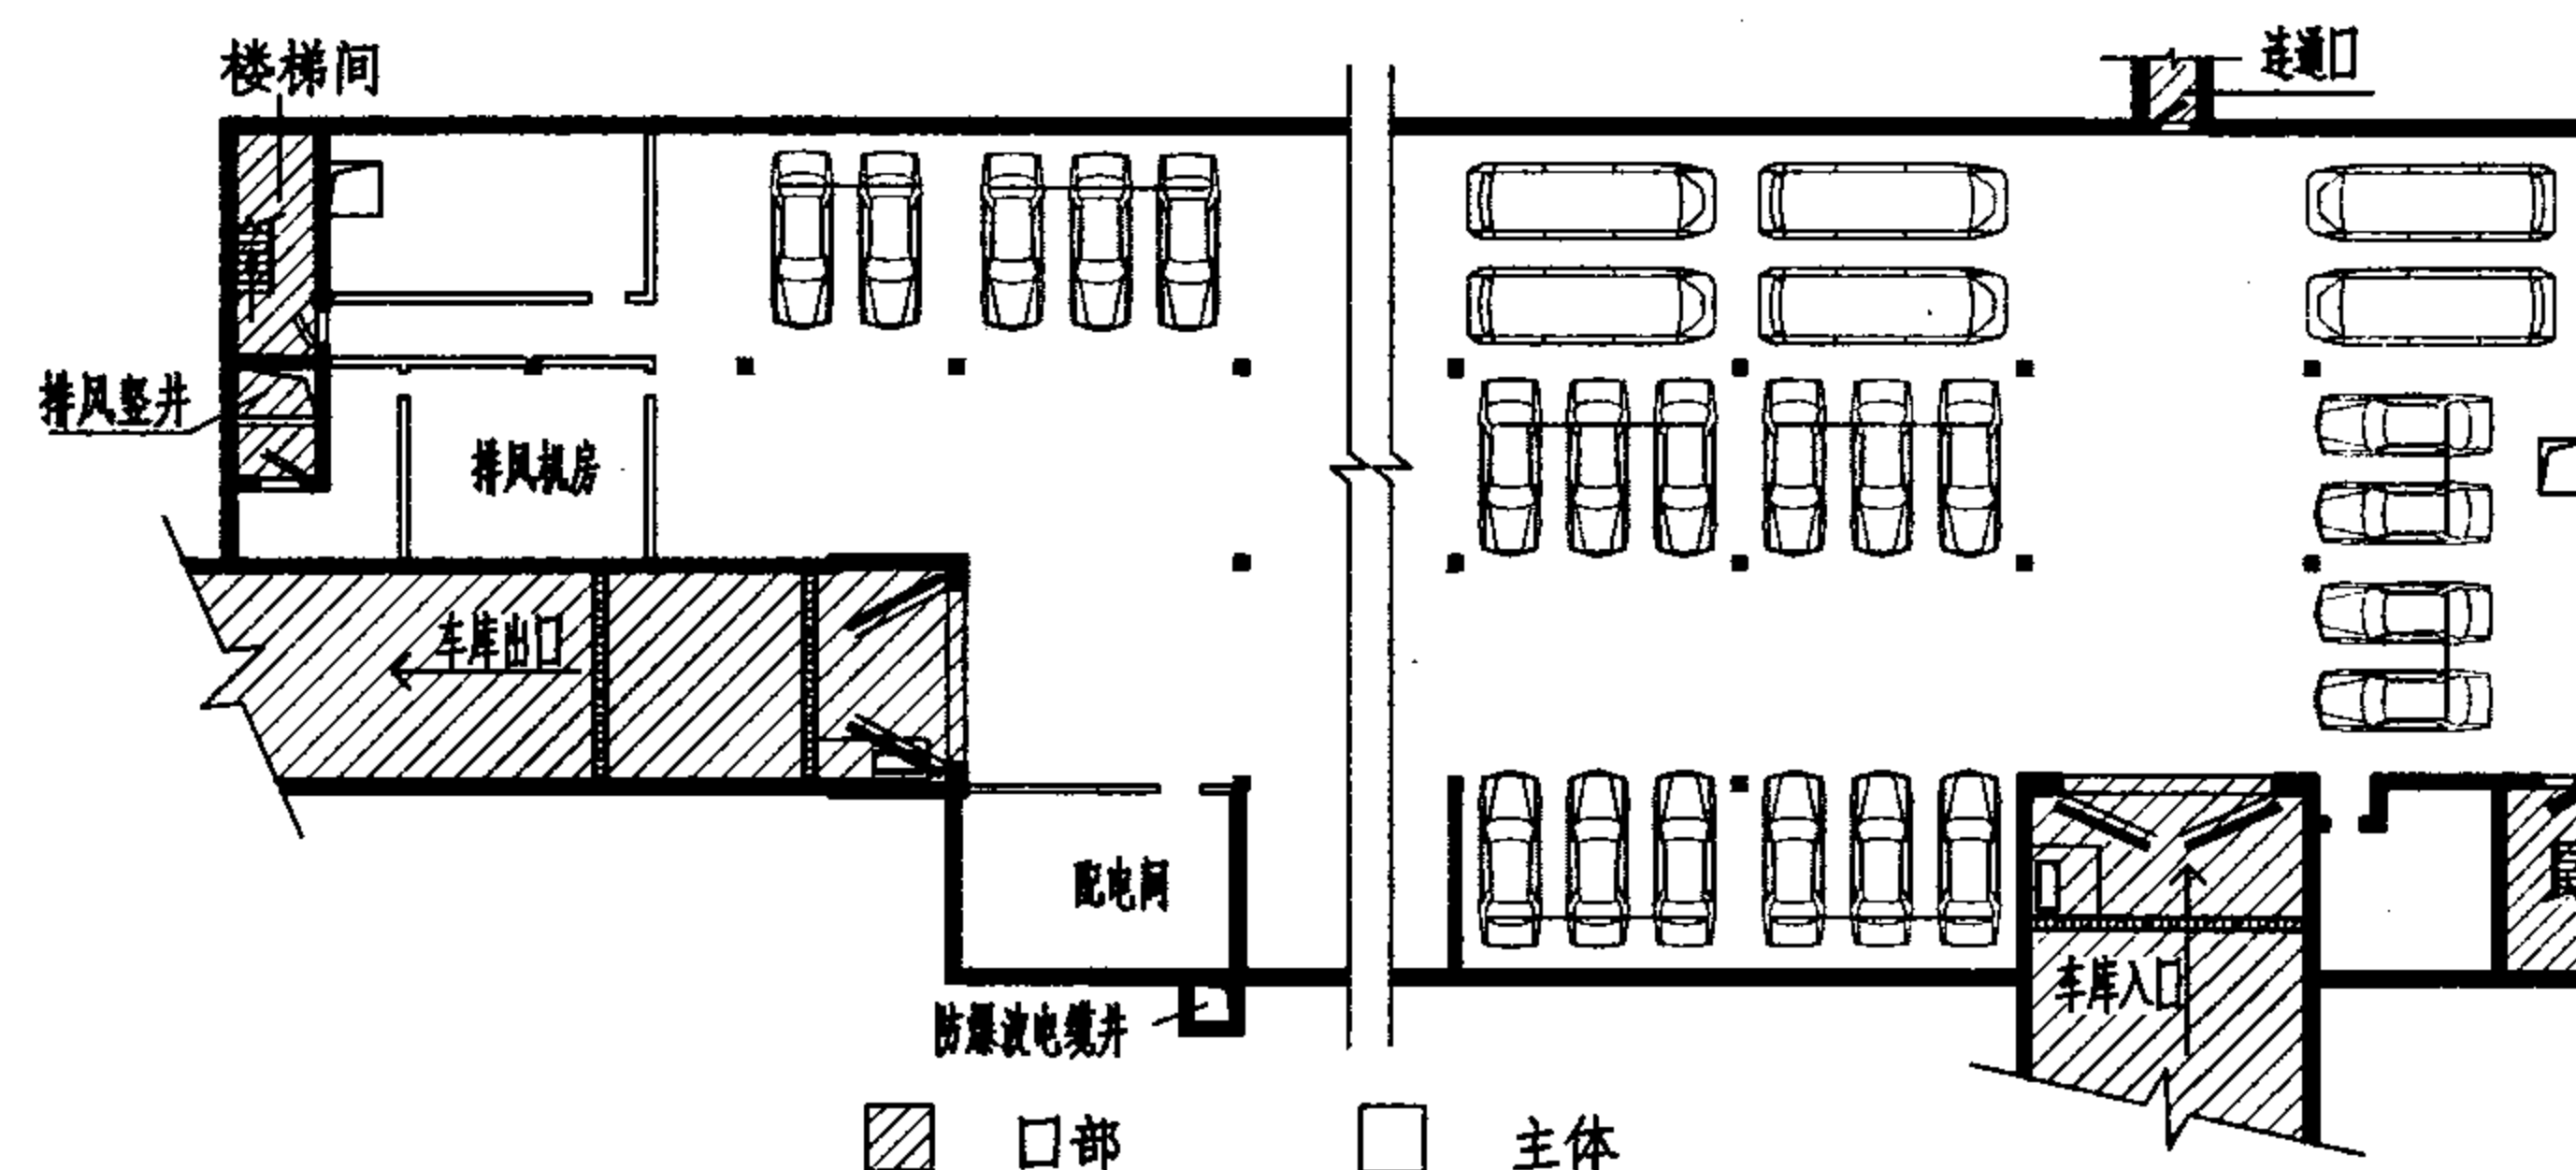 楼梯间
连通口
排风竖井
排风机房
车库出口
配电间
车库入口
防爆波电缆井
口部
主体